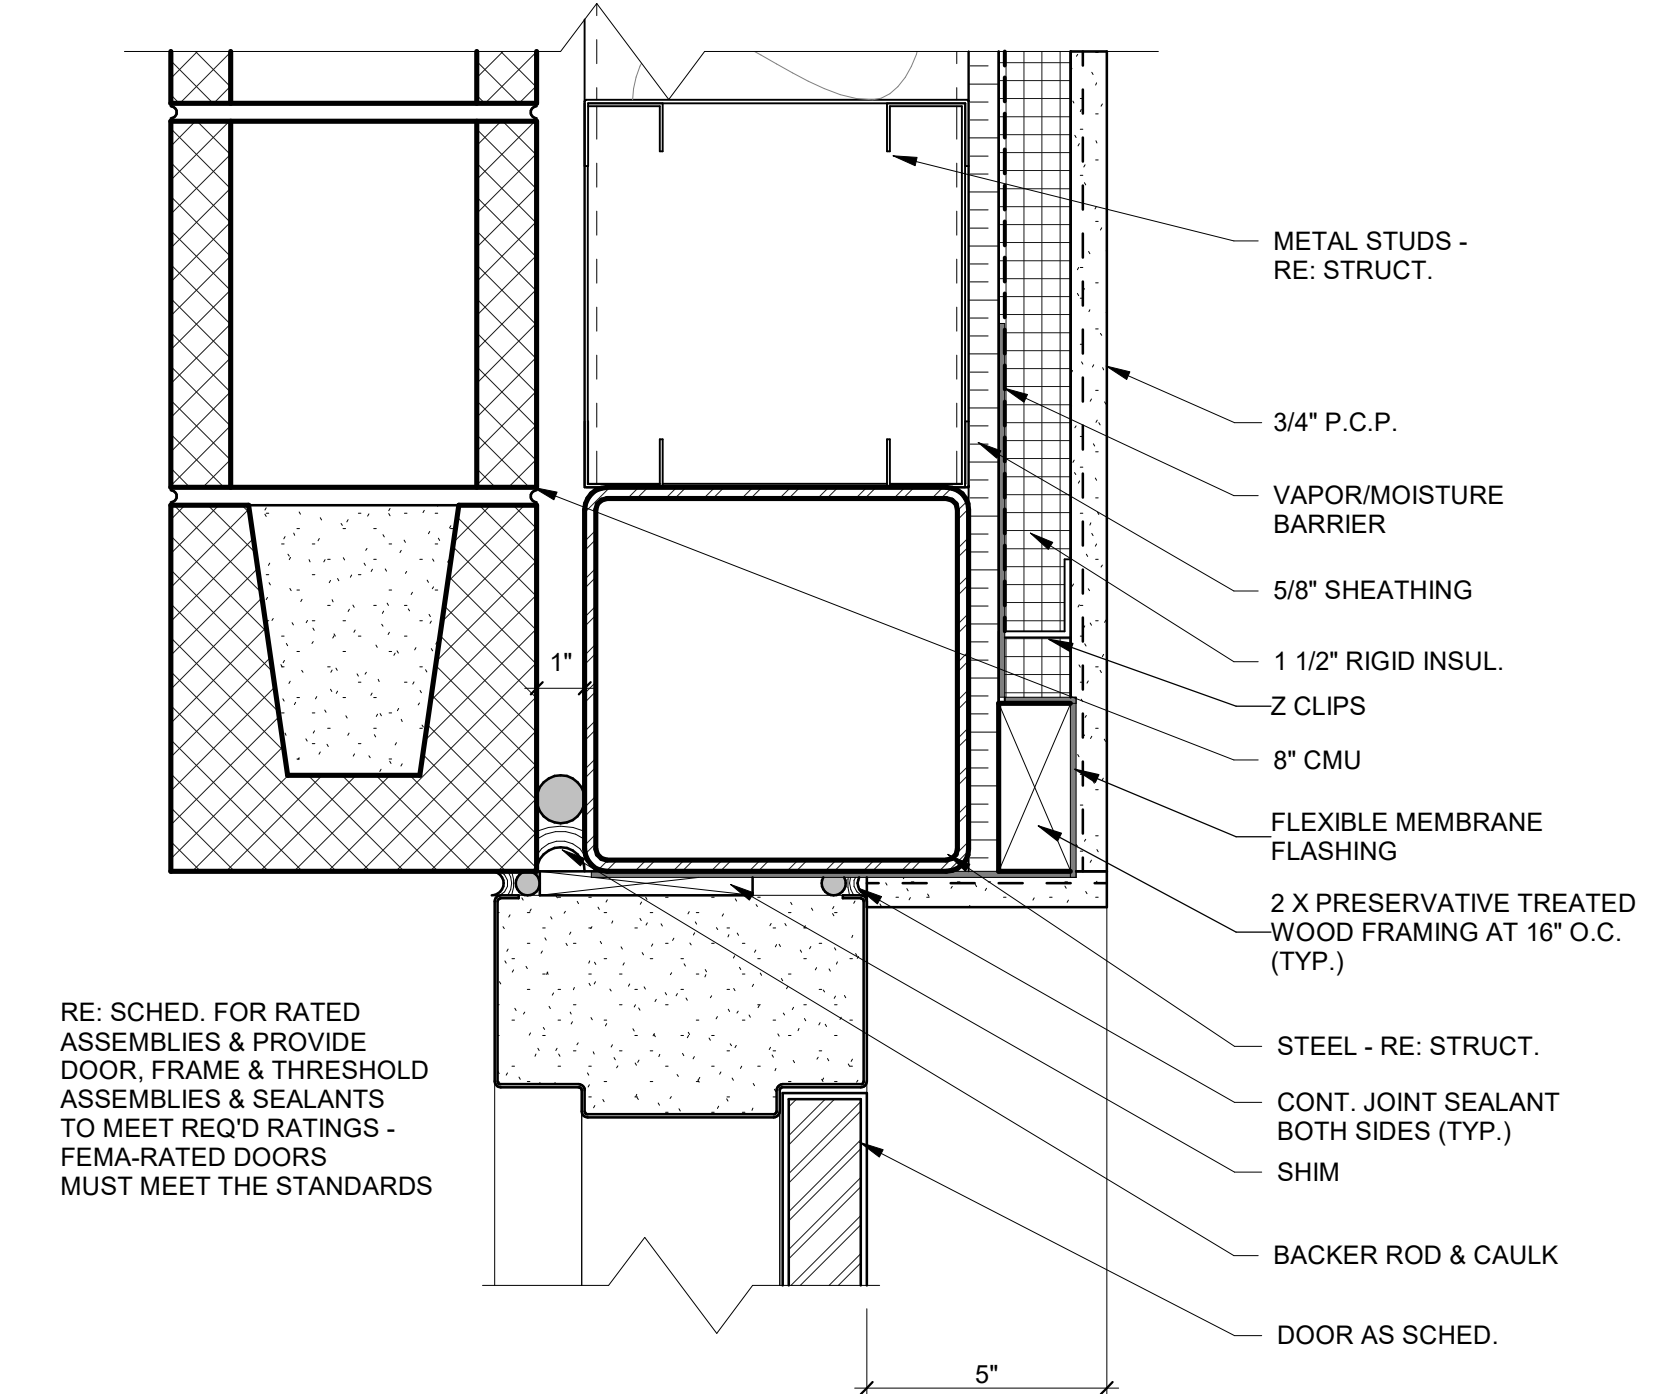 METAL STUDS -
RE: STRUCT.
3/4" P.C.P.
VAPOR/MOISTURE
BARRIER
5/8" SHEATHING
1"
1 1/2" RIGID INSUL.
Z CLIPS
8" CMU
FLEXIBLE MEMBRANE
FLASHING
2 X PRESERVATIVE TREATED
WOOD FRAMING AT 16" O.C.
(TYP.)
RE: SCHED. FOR RATED
ASSEMBLIES & PROVIDE
DOOR, FRAME & THRESHOLD
ASSEMBLIES & SEALANTS
TO MEET REQ'D RATINGS -
FEMA-RATED DOORS
MUST MEET THE STANDARDS
STEEL - RE: STRUCT.
CONT. JOINT SEALANT
BOTH SIDES (TYP.)
SHIM
BACKER ROD & CAULK
DOOR AS SCHED.
5"